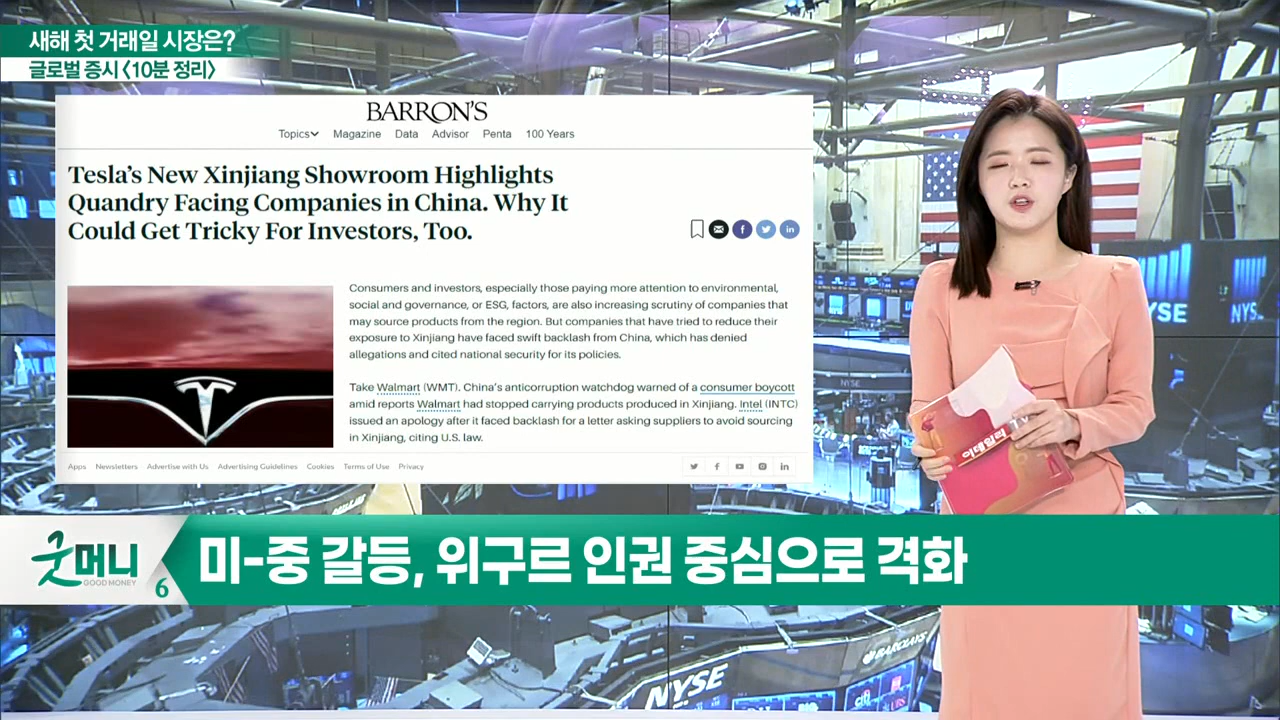 새해 첫 거래일 시장은?
글로벌 증시 <10분 정리>
BARRON'S
Topics Magazine Data Advisor Penta 100 Years
Tesla's New Xinjiang Showroom Highlights
Quandry Facing Companies in China. Why It
Could Get Tricky For Investors, Too.
Consumers and investors, especially those paying more attention to environmental,
social and governance, or ESG, factors, are also increasing scrutiny of companies that
may source products from the region. But companies that have tried to reduce their
exposure to Xinjiang have faced swift backlash from China, which has denied
allegations and cited national security for its policies.
Take Walmart (WMT). China's anticorruption watchdog warned of a consumer boycott
amid reports Walmart had stopped carrying products produced in Xinjiang. Intel (INTC)
issued an apology after it faced backlash for a letter asking suppliers to avoid sourcing
in Xinjiang, citing U.S. law.
Apps Newsletters Advertise with Us Advertising Guidelines Cookies Terms of Use Privacy
이데일리 TV
NYSE
NYS
NYSE
굿머니
GOOD MONEY
6
미-중 갈등, 위구르 인권 중심으로 격화
BARCLAYS
NYSE
citi